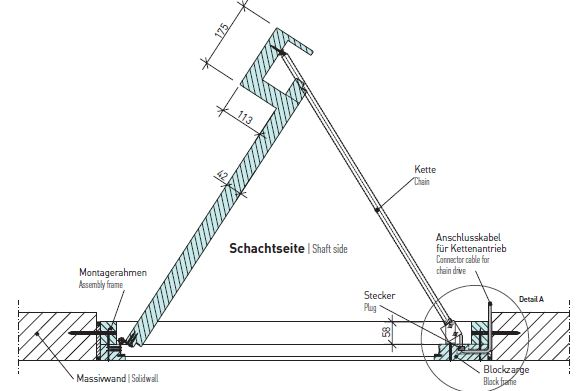 175
113
42
Kette
Chain
Anschlusskabel
für Kettenantrieb
Connector cable for
chain drive
Schachtseite | Shaft side
Montagerahmen
Assembly frame
Stecker
Plug
Detail A
58
Blockzarge
Block frame
Massivwand | Solidwall